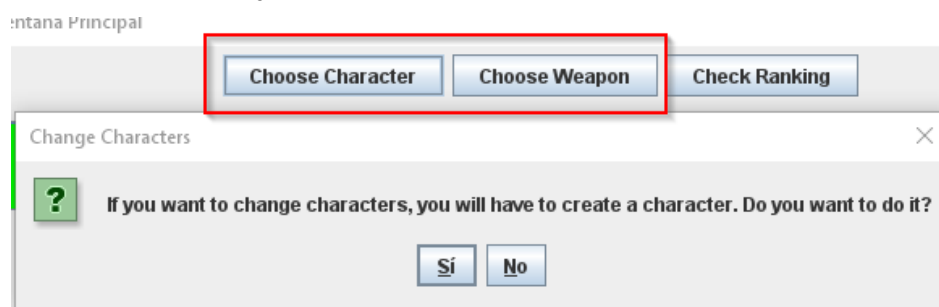 entana Principal
Choose Character Choose Weapon Check Ranking
Change Characters
If you want to change characters, you will have to create a character. Do you want to do it?
Sí No